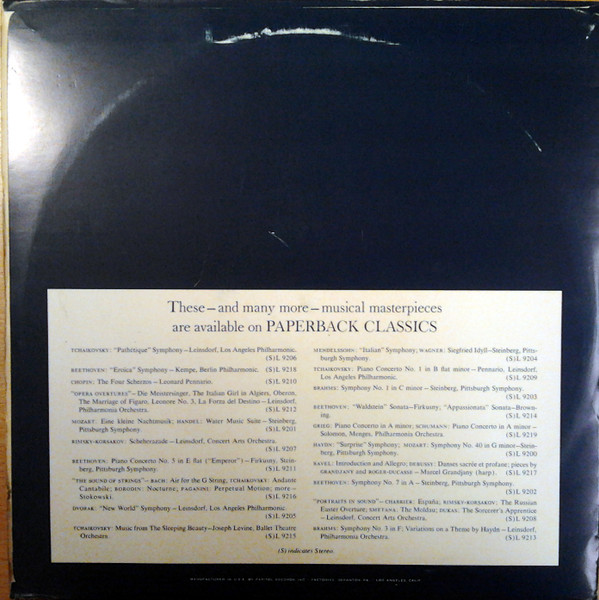 These—and many more—musical masterpieces
are available on PAPERBACK CLASSICS
TCHAIKOVSKY: "Pathétique" Symphony—Leinsdorf, Los Angeles Philharmonic.
(S)L 9206
BEETHOVEN: "Eroica" Symphony—Kempe, Berlin Philharmonic. (S)L 9218
CHOPIN: The Four Scherzos—Leonard Pennario. (S)L 9210
"OPERA OVERTURES"—Die Meistersinger, The Italian Girl in Algiers, Oberon,
The Marriage of Figaro, Leonore No. 3, La Forza del Destino—Leinsdorf,
Philharmonia Orchestra. (S)L 9212
MOZART: Eine kleine Nachtmusik; HANDEL: Water Music Suite—Steinberg,
Pittsburgh Symphony. (S)L 9203
RIMSKY-KORSAKOV: Scheherazade—Leinsdorf, Concert Arts Orchestra.
(S)L 9207
BEETHOVEN: Piano Concerto No. 5 in E flat ("Emperor")—Firkusny, Stein-
berg, Pittsburgh Symphony. (S)L 9211
"THE SOUND OF STRINGS"—BACH: Air for the G String, TCHAIKOVSKY: Andante
Cantabile; BORODIN: Nocturne; PAGANINI: Perpetual Motion; more—
Stokowski. (S)L 9216
DVORAK: "New World" Symphony—Leinsdorf, Los Angeles Philharmonic.
(S)L 9205
TCHAIKOVSKY: Music from The Sleeping Beauty—Joseph Levine, Ballet Theatre
Orchestra. (S)L 9215
MENDELSSOHN: "Italian" Symphony; WAGNER: Siegfried Idyll—Steinberg, Pitts-
burgh Symphony. (S)L 9204
TCHAIKOVSKY: Piano Concerto No. 1 in B flat minor—Pennario, Leinsdorf,
Los Angeles Philharmonic. (S)L 9209
BRAHMS: Symphony No. 1 in C minor—Steinberg, Pittsburgh Symphony.
(S)L 9201
BEETHOVEN: "Waldstein" Sonata—Firkusny, "Appassionata" Sonata—Brown-
ing. (S)L 9214
GRIEG: Piano Concerto in A minor; SCHUMANN: Piano Concerto in A minor—
Solomon, Menges, Philharmonia Orchestra (S)L 9219
HAYDN: "Surprise" Symphony; MOZART: Symphony No. 40 in G minor—Stein-
berg, Pittsburgh Symphony. (S)L 9200
RAVEL: Introduction and Allegro; DEBUSSY: Danses sacrée et profane; pieces by
GRANDJANY and ROGER-DUCASSE—Marcel Grandjany (harp). (S)L 9217
BEETHOVEN: Symphony No. 7 in A—Steinberg, Pittsburgh Symphony.
(S)L 9202
"PORTRAITS IN SOUND"—CHABRIER: España; RIMSKY-KORSAKOV: The Russian
Easter Overture; SMETANA: The Moldau; DUKAS: The Sorcerer's Apprentice
—Leinsdorf, Concert Arts Orchestra. (S)L 9208
BRAHMS: Symphony No. 3 in F; Variations on a Theme by Haydn—Leinsdorf,
Philharmonia Orchestra. (S)L 9213
(S) indicates Stereo
MANUFACTURED IN U.S.A. BY CAPITOL RECORDS, INC.